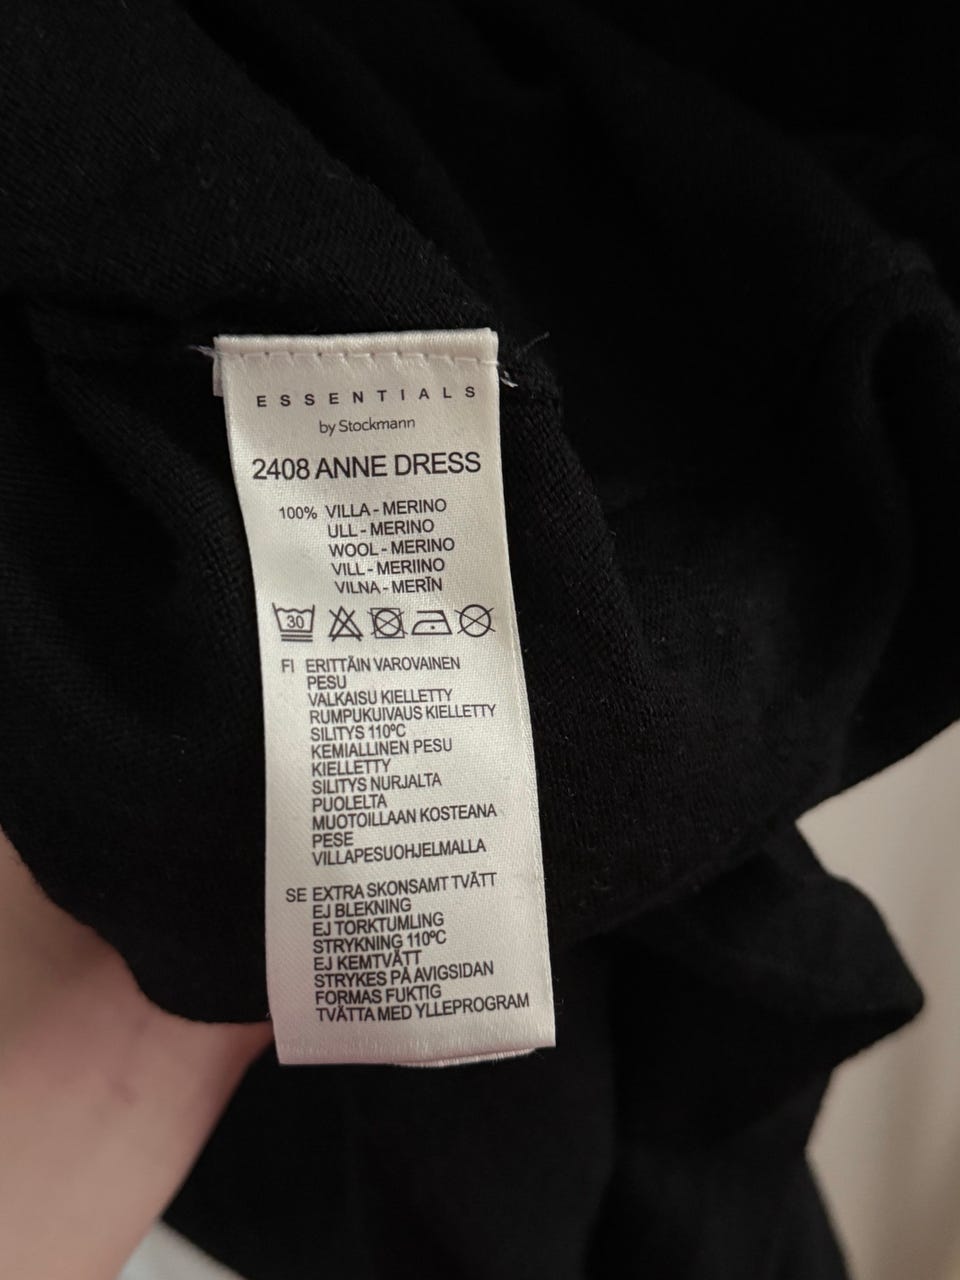 ESSENTIALS
by Stockmann
2408 ANNE DRESS
100% VILLA - MERINO
ULL - MERINO
WOOL - MERINO
VILL - MERIINO
VILNA - MERĪN
30
FI ERITTÄIN VAROVAINEN
PESU
VALKAISU KIELLETTY
RUMPUKUIVAUS KIELLETTY
SILITYS 110ºC
KEMIALLINEN PESU
KIELLETTY
SILITYS NURJALTA
PUOLELTA
MUOTOILLAAN KOSTEANA
PESE
VILLAPESUOHJELMALLA
SE EXTRA SKONSAMT TVÄTT
EJ BLEKNING
EJ TORKTUMLING
STRYKNING 110ºC
EJ KEMTVÄTT
STRYKES PÅ AVIGSIDAN
FORMAS FUKTIG
TVÄTTA MED YLLEPROGRAM